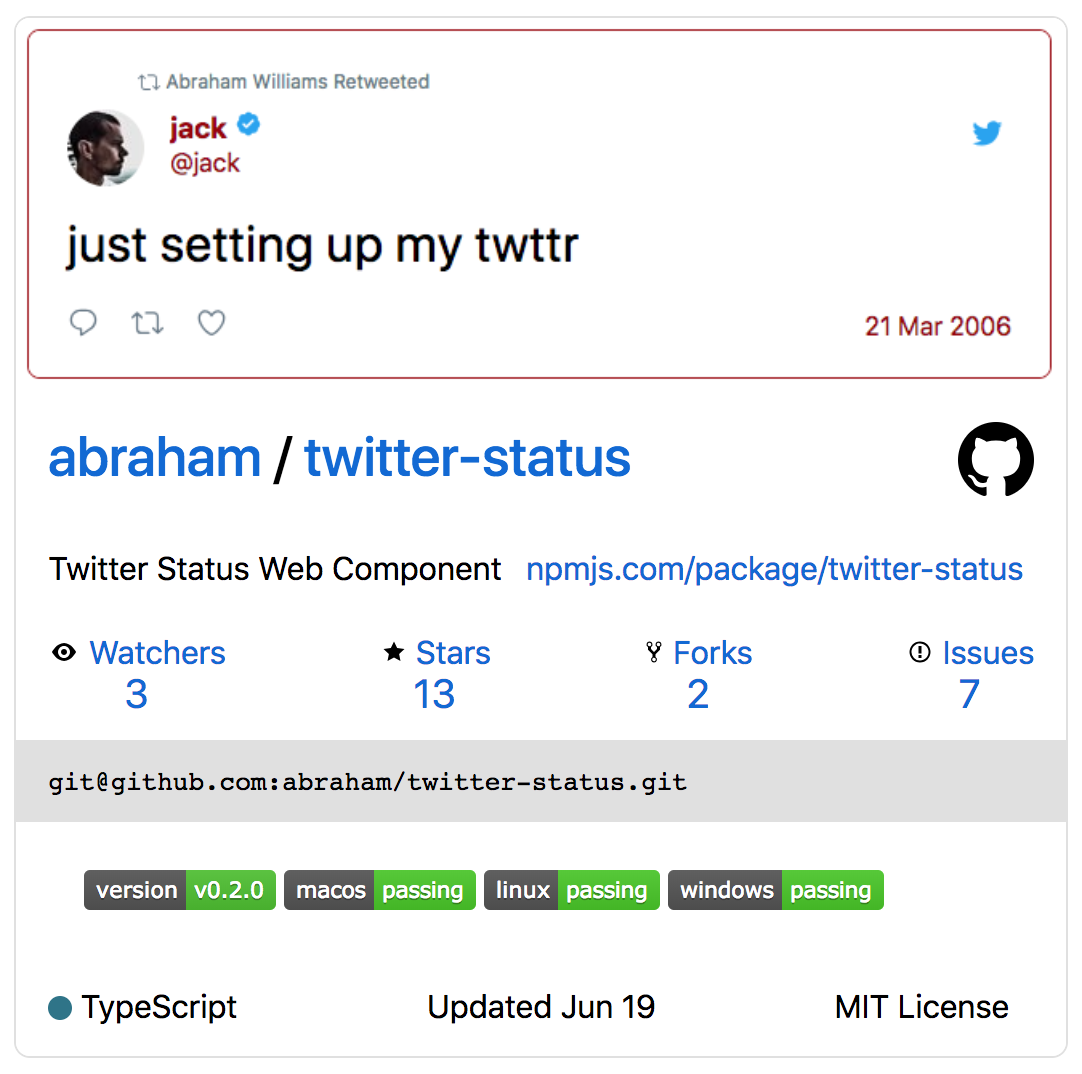 Abraham Williams Retweeted
jack
@jack
just setting up my twttr
21 Mar 2006
abraham / twitter-status
Twitter Status Web Component npmjs.com/package/twitter-status
Watchers Stars Forks Issues
3 13 2 7
git@github.com:abraham/twitter-status.git
version v0.2.0 macos passing linux passing windows passing
TypeScript Updated Jun 19 MIT License